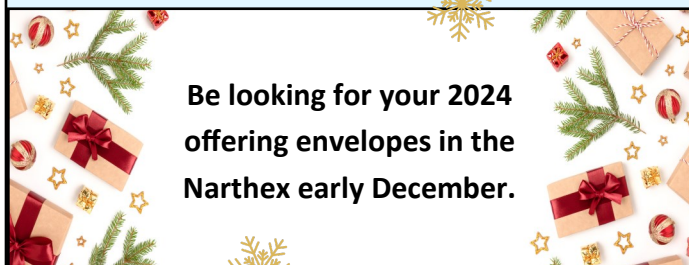 Be looking for your 2024
offering envelopes in the
Narthex early December.